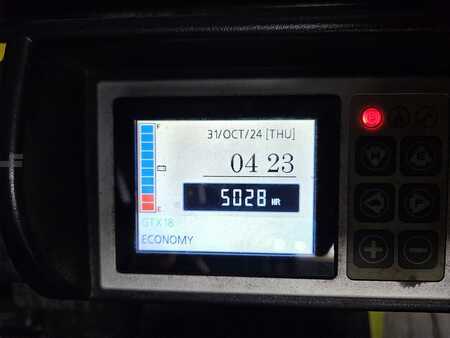 F
31/OCT/24 [THU]
04 23
5028 HR
E
GTX18
ECONOMY